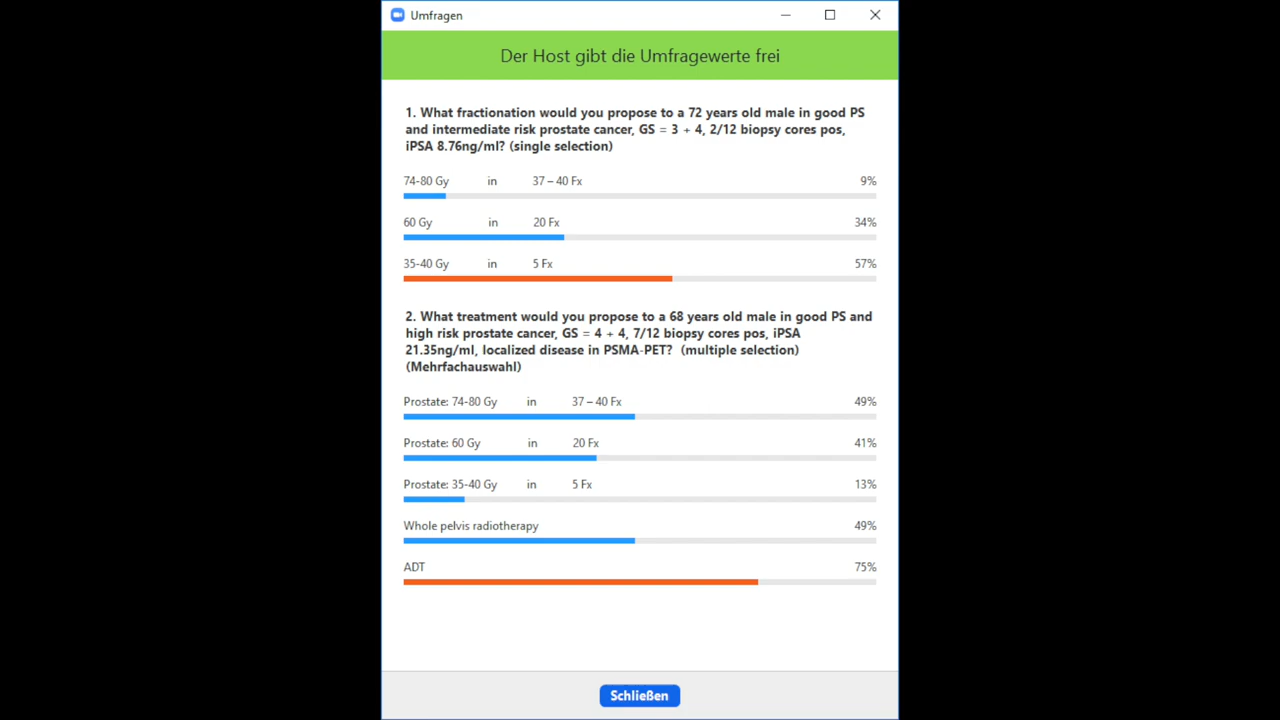 Umfragen
Der Host gibt die Umfragewerte frei
1. What fractionation would you propose to a 72 years old male in good PS
and intermediate risk prostate cancer, GS = 3 + 4, 2/12 biopsy cores pos,
iPSA 8.76ng/ml? (single selection)
74-80 Gy in 37 – 40 Fx 9%
60 Gy in 20 Fx 34%
35-40 Gy in 5 Fx 57%
2. What treatment would you propose to a 68 years old male in good PS and
high risk prostate cancer, GS = 4 + 4, 7/12 biopsy cores pos, iPSA
21.35ng/ml, localized disease in PSMA-PET? (multiple selection)
(Mehrfachauswahl)
Prostate: 74-80 Gy in 37 – 40 Fx 49%
Prostate: 60 Gy in 20 Fx 41%
Prostate: 35-40 Gy in 5 Fx 13%
Whole pelvis radiotherapy 49%
ADT 75%
Schließen